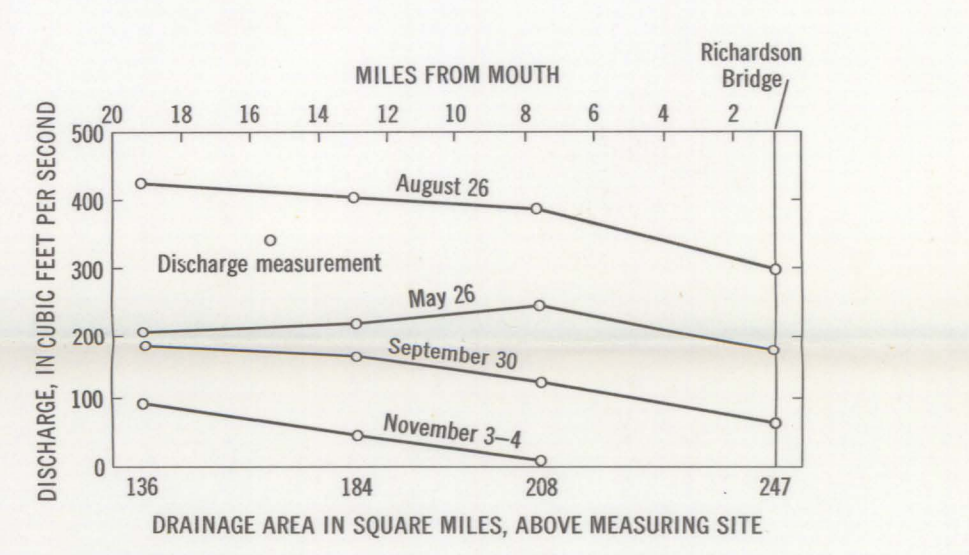 Richardson
Bridge
MILES FROM MOUTH
20 18 16 14 12 10 8 6 4 2
DISCHARGE, IN CUBIC FEET PER SECOND
500
400
300
200
100
0
August 26
Discharge measurement
May 26
September 30
November 3–4
136 184 208 247
DRAINAGE AREA IN SQUARE MILES, ABOVE MEASURING SITE